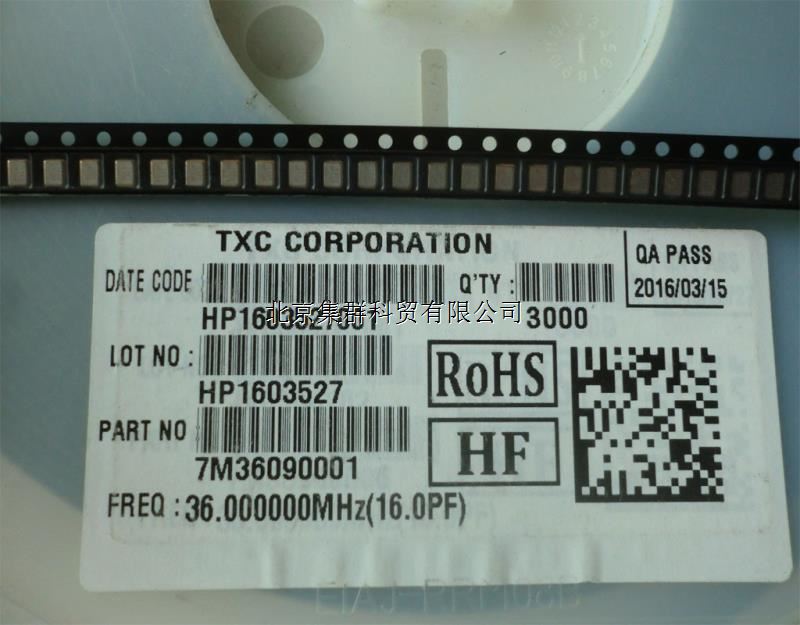 TXC CORPORATION
QA PASS
2016/03/15
DATE CODE
Q'TY :
北京集群科贸有限公司
3000
LOT NO :
HP1603527
PART NO
7M36090001
RoHS
HF
FREQ : 36.000000MHz(16.0PF)